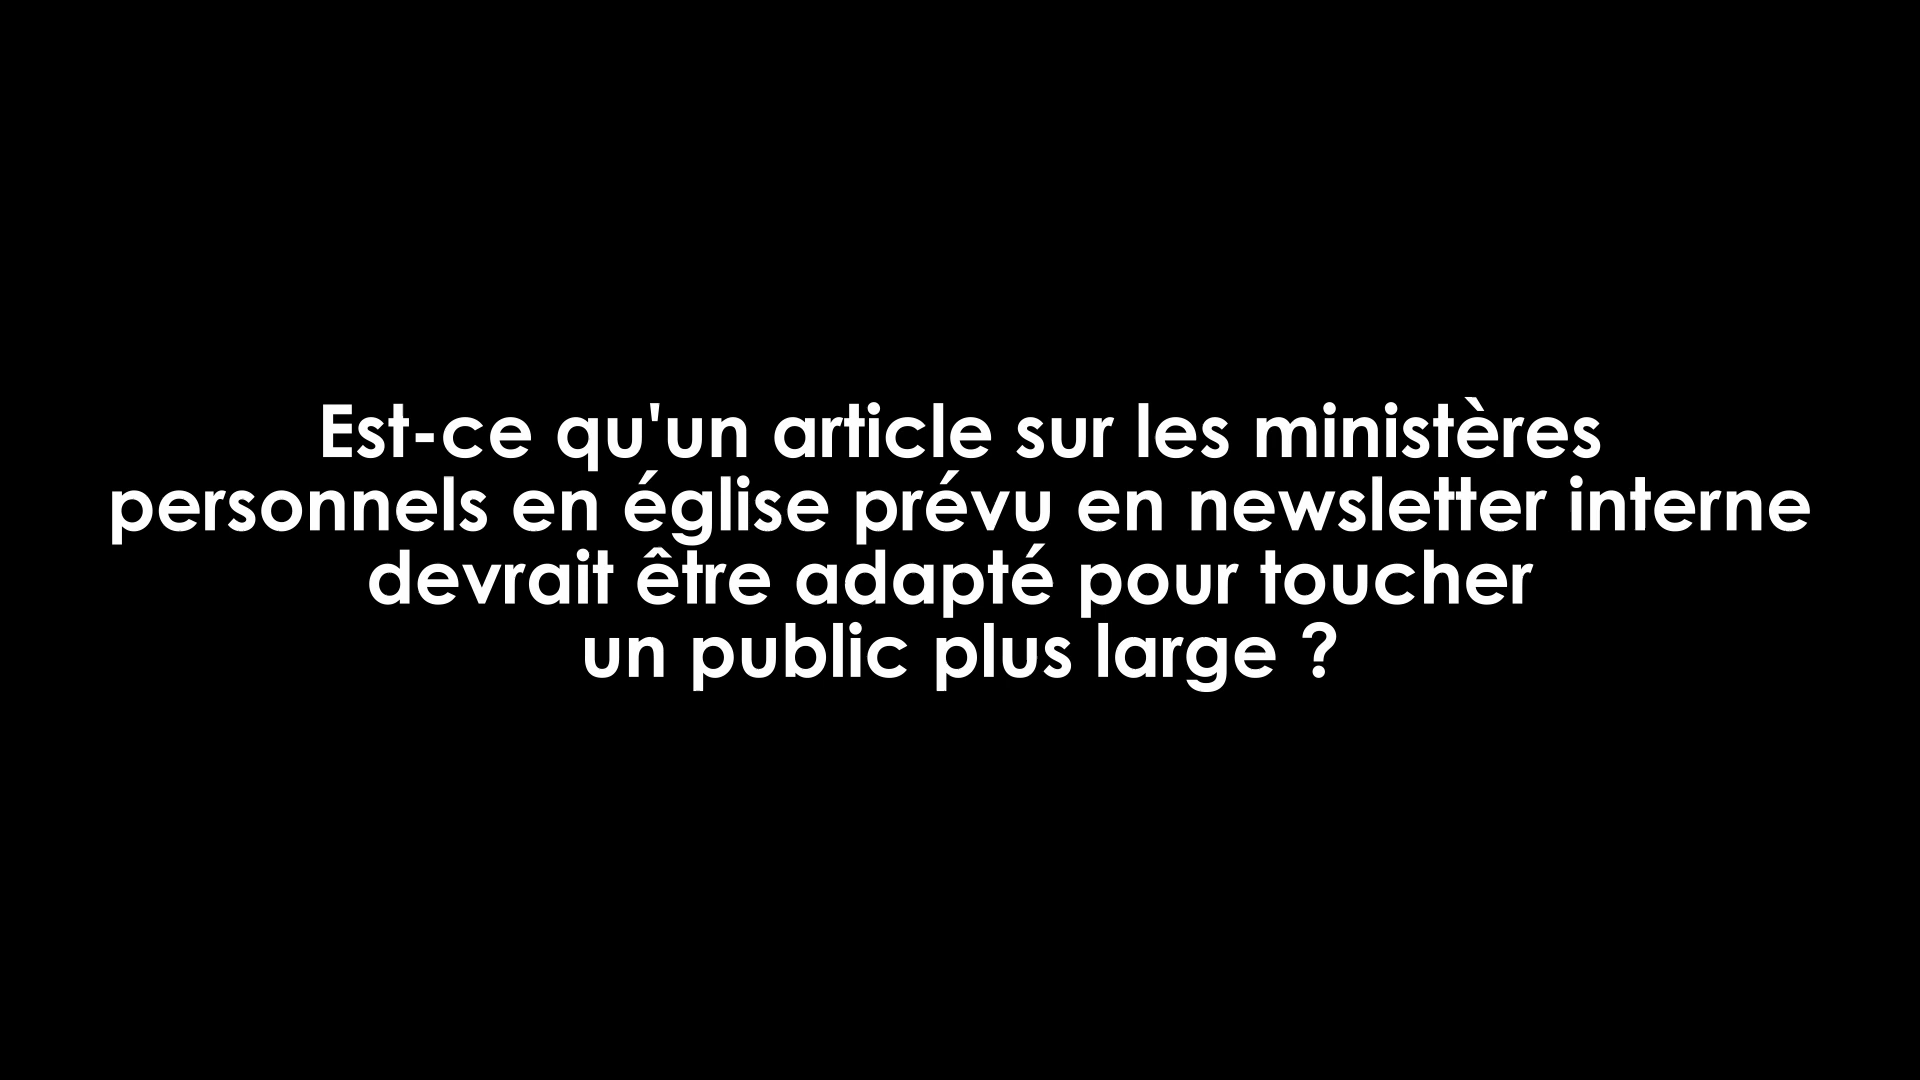 Est-ce qu'un article sur les ministères
personnels en église prévu en newsletter interne
devrait être adapté pour toucher
un public plus large ?